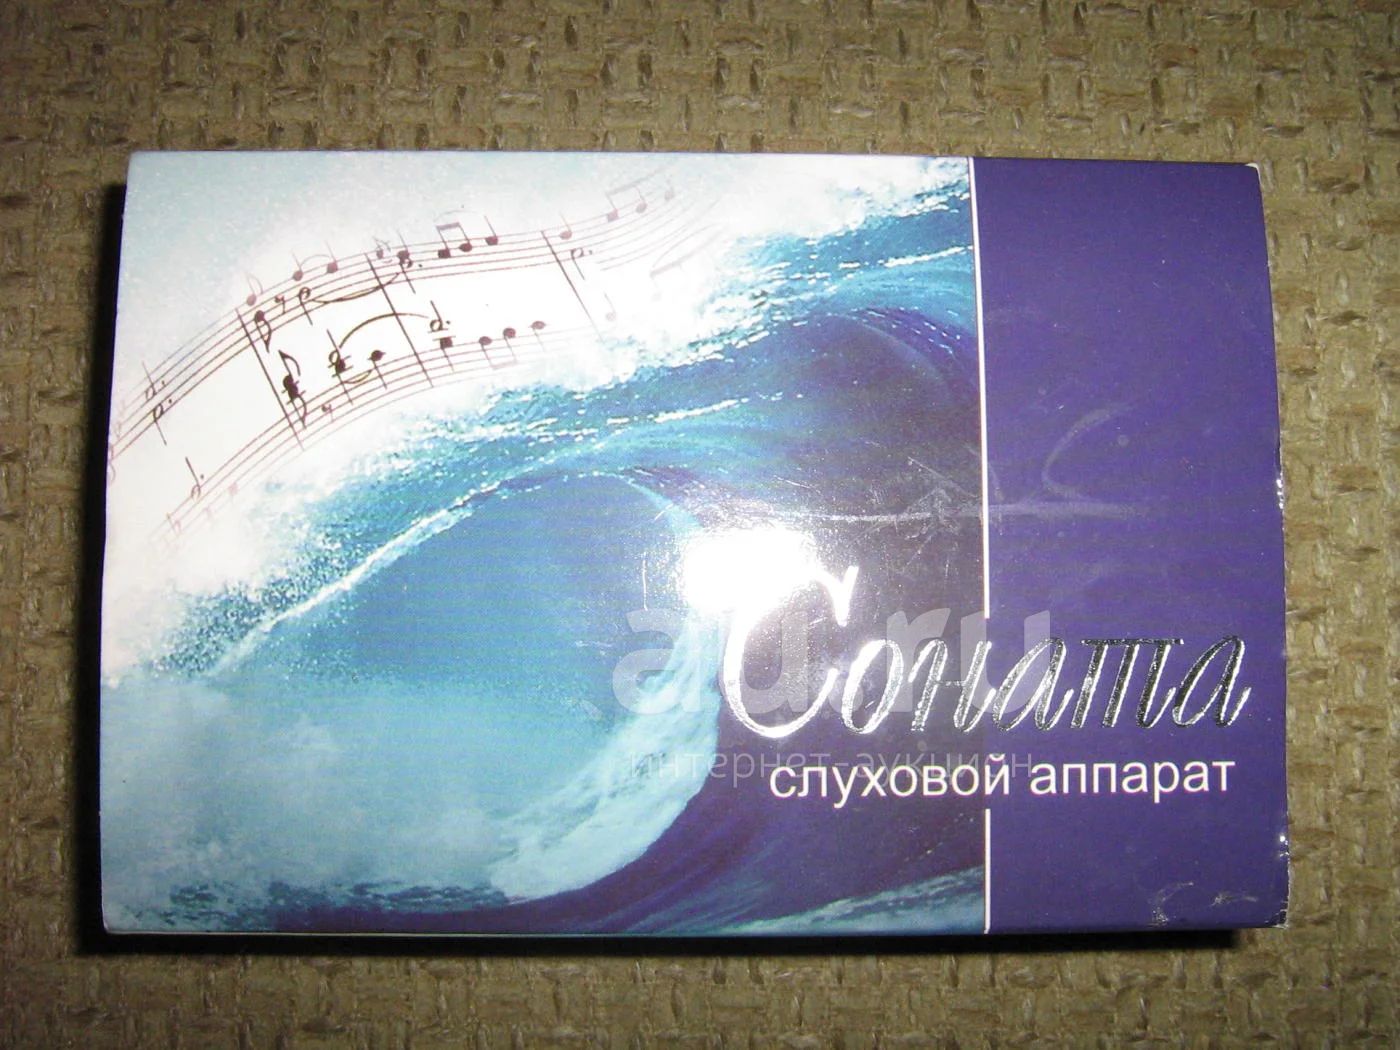 Соната
слуховой аппарат
au.ru
интернет-аукцион